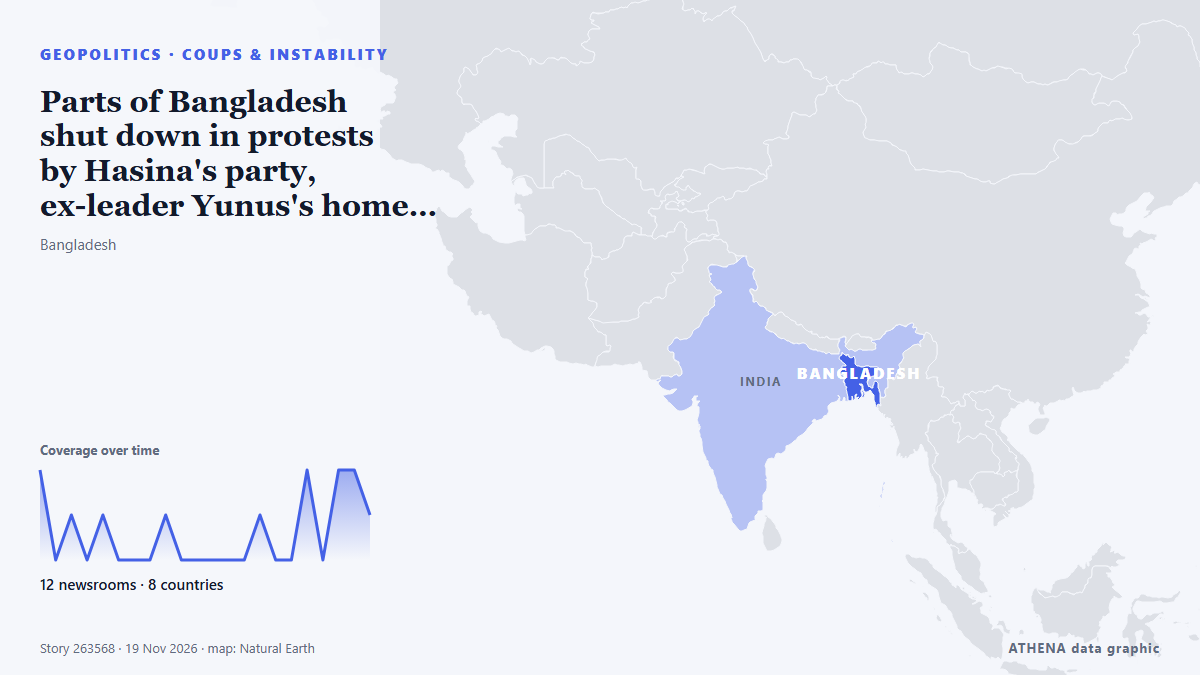 GEOPOLITICS · COUPS & INSTABILITY
Parts of Bangladesh
shut down in protests
by Hasina's party,
ex-leader Yunus's home...
Bangladesh
INDIA
BANGLADESH
Coverage over time
12 newsrooms · 8 countries
Story 263568 · 19 Nov 2026 · map: Natural Earth
ATHENA data graphic